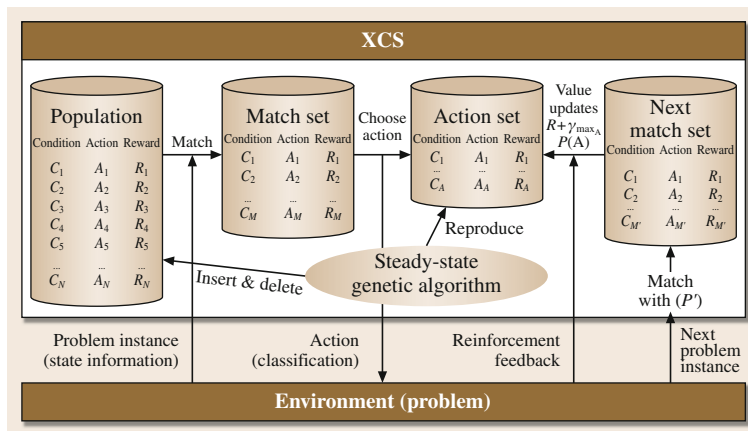 XCS
Population
Condition Action Reward
C1 A1 R1
C2 A2 R2
C3 A3 R3
C4 A4 R4
C5 A5 R5
... ... ...
CN AN RN
Match
Match set
Condition Action Reward
C1 A1 R1
C2 A2 R2
... ... ...
CM AM RM
Choose
action
Action set
Condition Action Reward
C1 A1 R1
... ... ...
CA AA RA
Value
updates
R+γmaxA
P(A)
Next
match set
Condition Action Reward
C1 A1 R1
C2 A2 R2
... ... ...
CM' AM' RM'
Reproduce
Steady-state
genetic algorithm
Insert & delete
Match
with (P')
Problem instance
(state information)
Action
(classification)
Reinforcement
feedback
Next
problem
instance
Environment (problem)